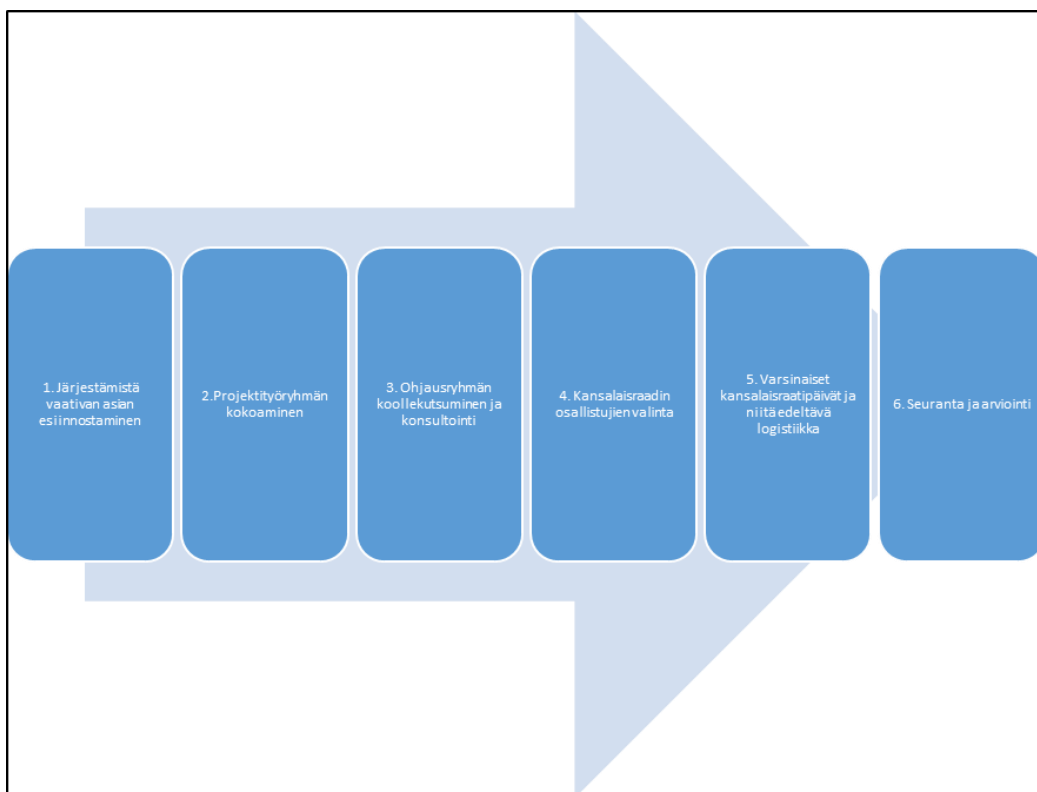 1. Järjestämistä
vaativan asian
esiinnostaminen
2.Projektityöryhmän
kokoaminen
3. Ohjausryhmän
koollekutsuminen ja
konsultointi
4. Kansalaisraadin
osallistujien valinta
5. Varsinaiset
kansalaisraatipäivät ja
niitä edeltävä
logistiikka
6. Seuranta ja arviointi